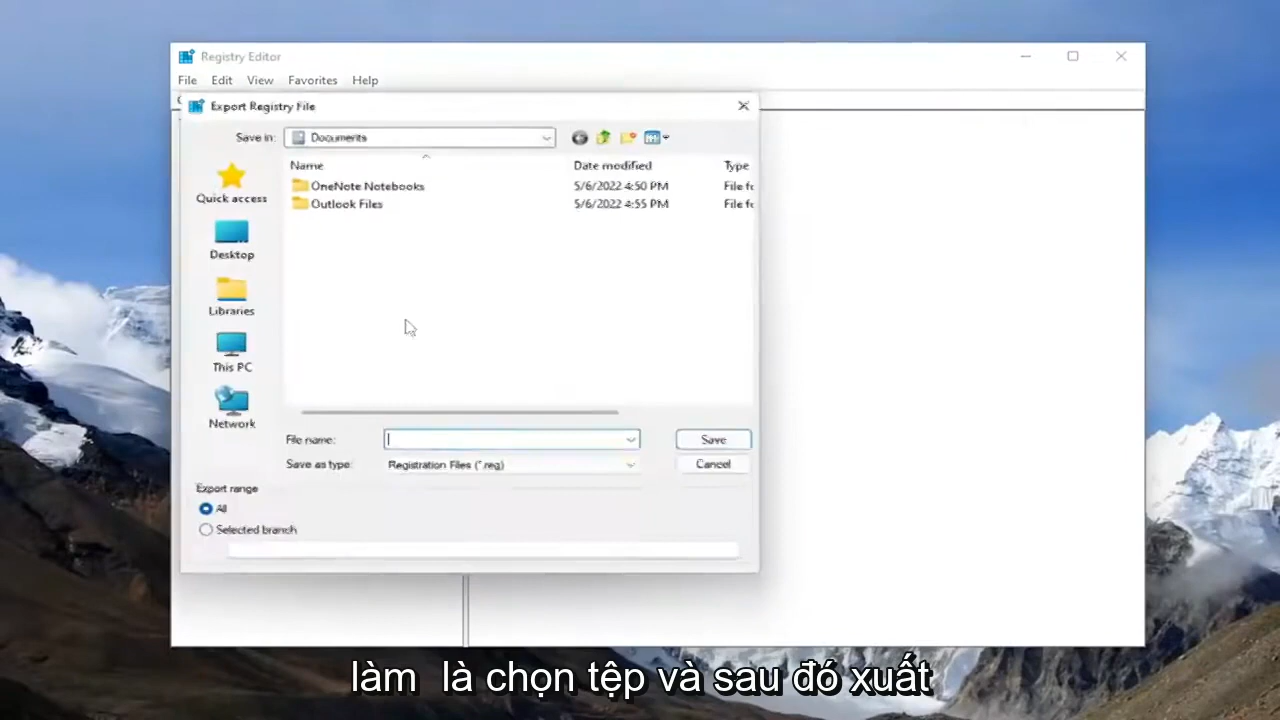 Registry Editor
File Edit View Favorites Help
Export Registry File
Save in: Documents
Name Date modified Type
OneNote Notebooks 5/6/2022 4:50 PM File fo
Outlook Files 5/6/2022 4:55 PM File fo
Quick access
Desktop
Libraries
This PC
Network
File name: Save
Save as type: Registration Files (*.reg) Cancel
Export range
All
Selected branch
làm là chọn tệp và sau đó xuất